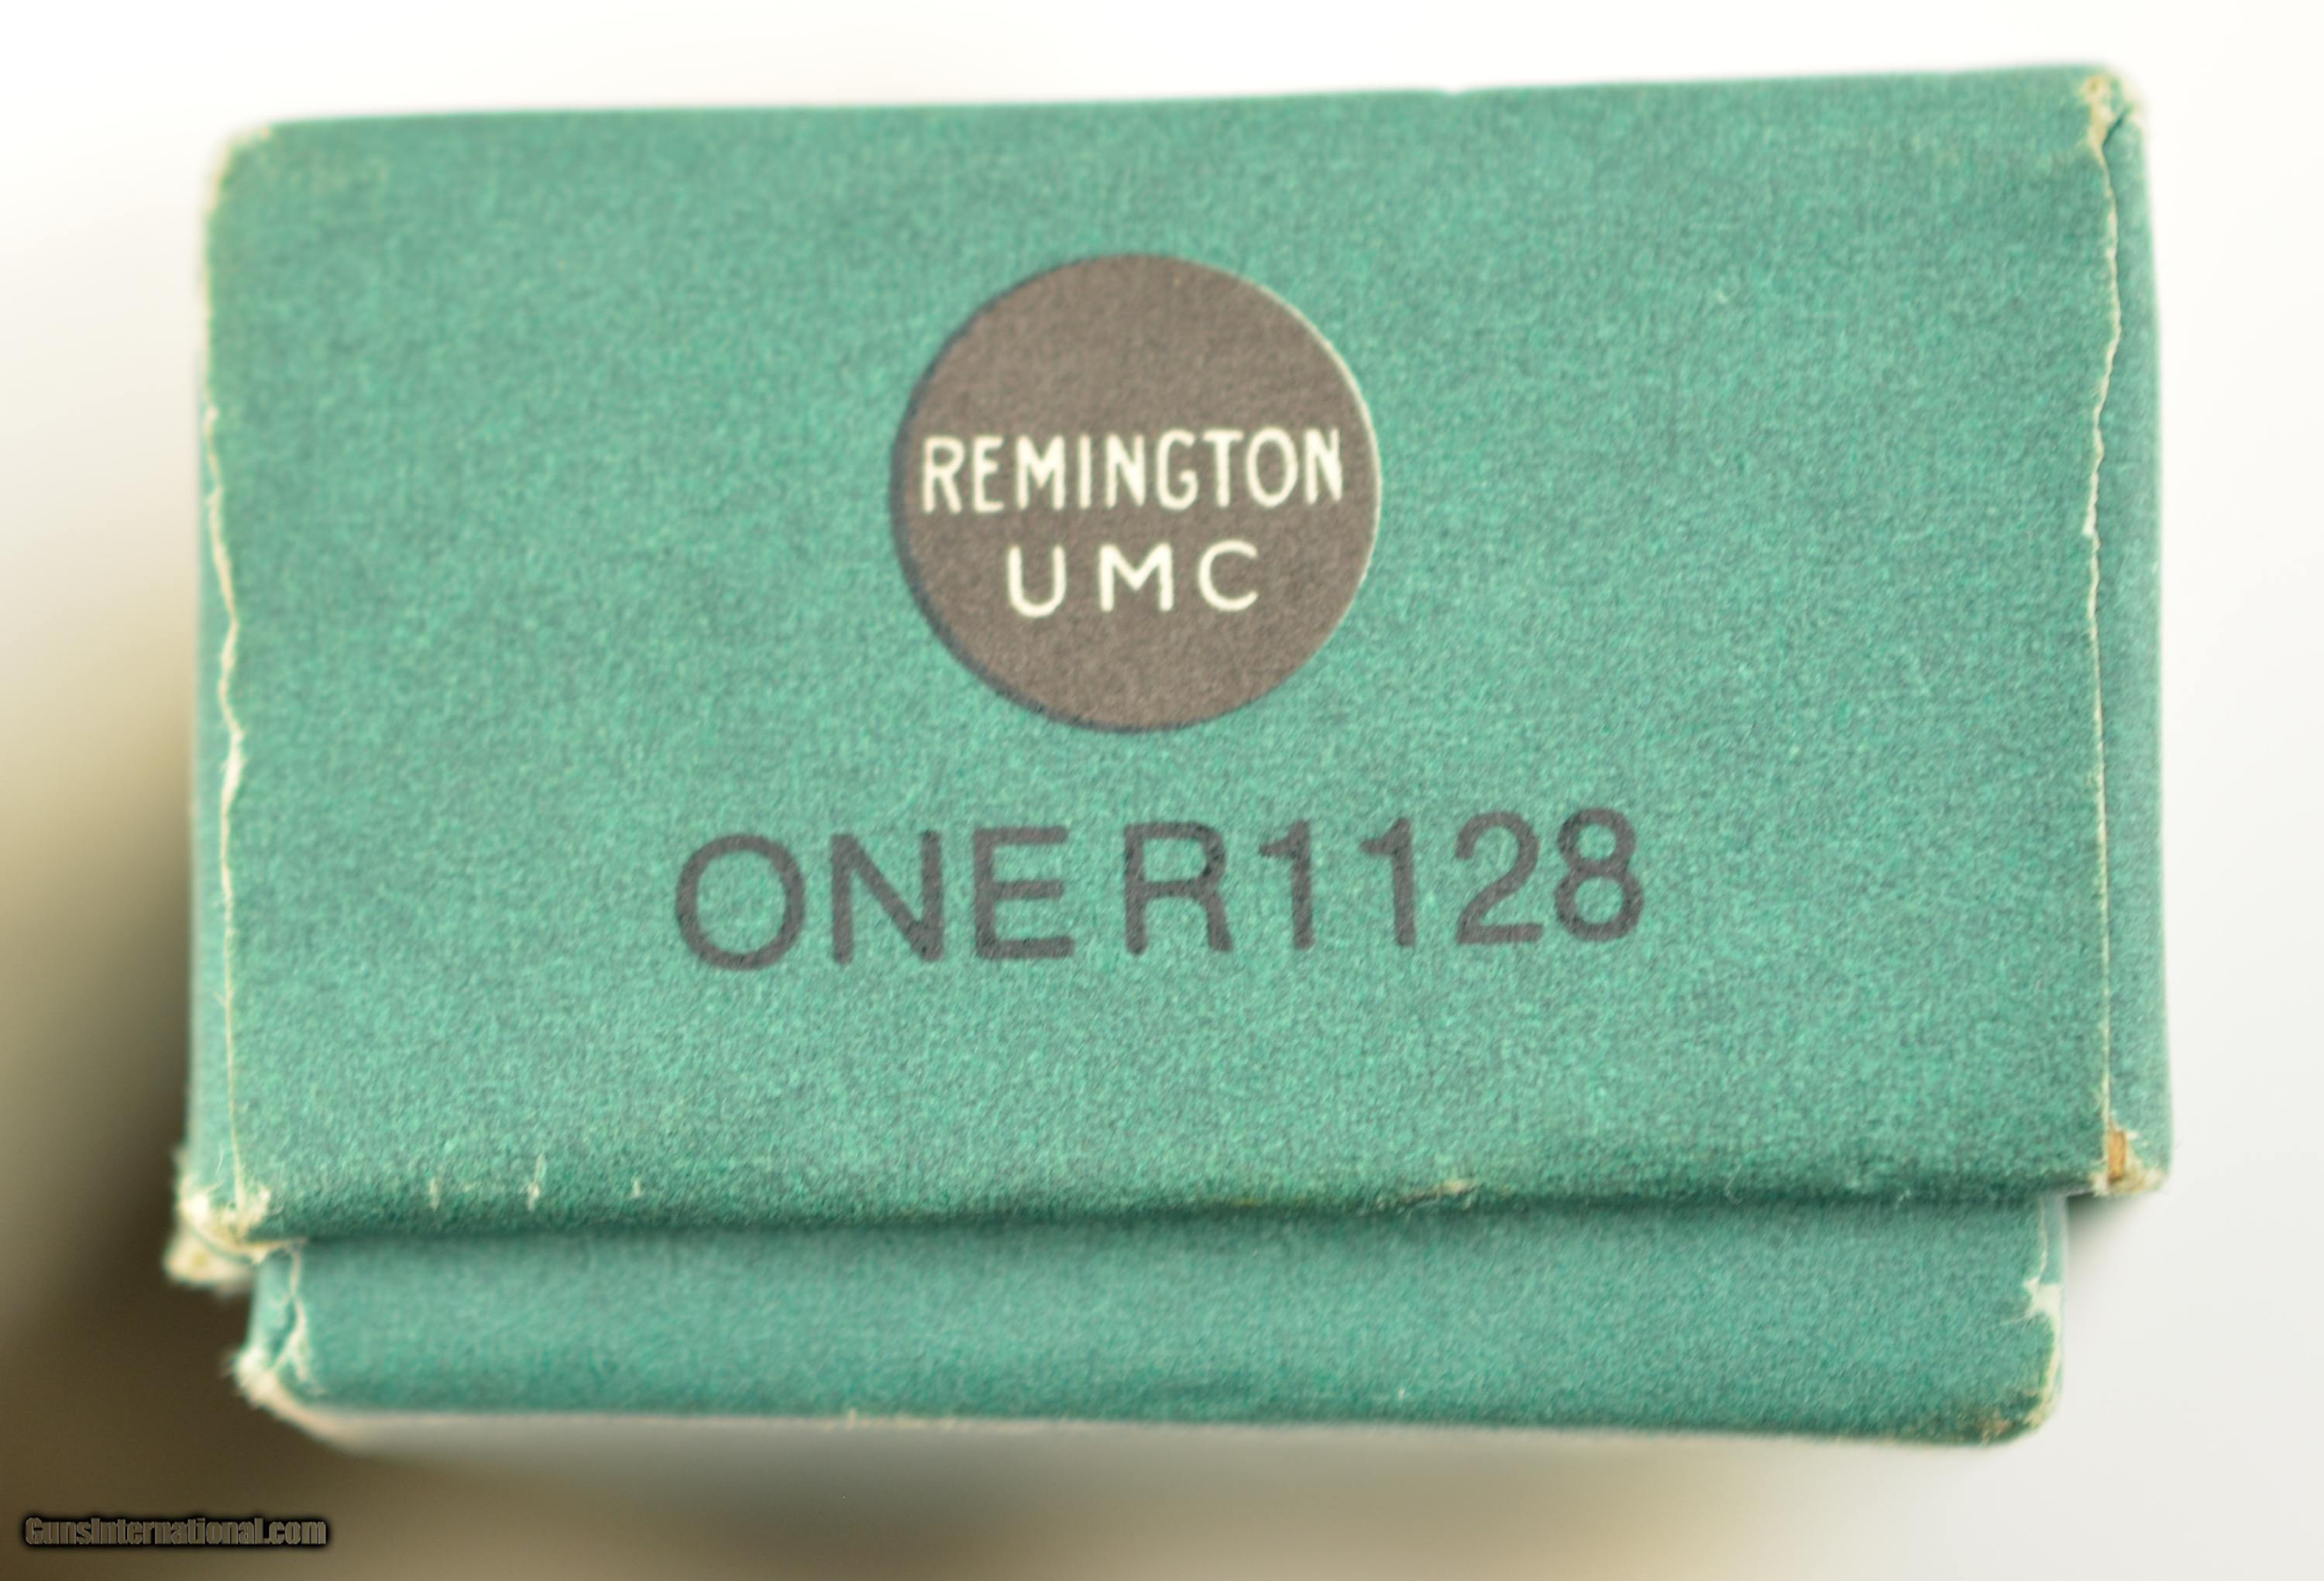 REMINGTON
UMC
ONE R1128
GunsInternational.com